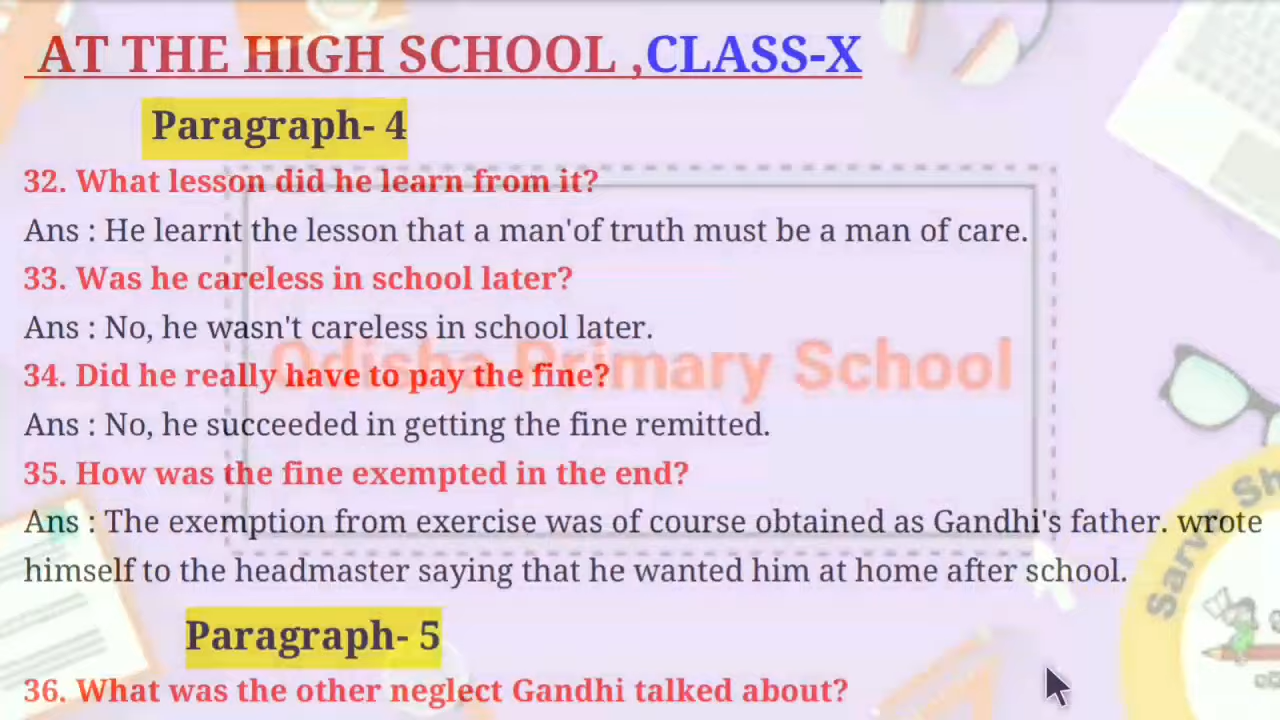 AT THE HIGH SCHOOL ,CLASS-X
Paragraph- 4
32. What lesson did he learn from it?
Ans : He learnt the lesson that a man'of truth must be a man of care.
33. Was he careless in school later?
Ans : No, he wasn't careless in school later.
Odisha Primary School
34. Did he really have to pay the fine?
Ans : No, he succeeded in getting the fine remitted.
35. How was the fine exempted in the end?
Ans : The exemption from exercise was of course obtained as Gandhi's father. wrote
himself to the headmaster saying that he wanted him at home after school.
Sarva Sh
Paragraph- 5
36. What was the other neglect Gandhi talked about?